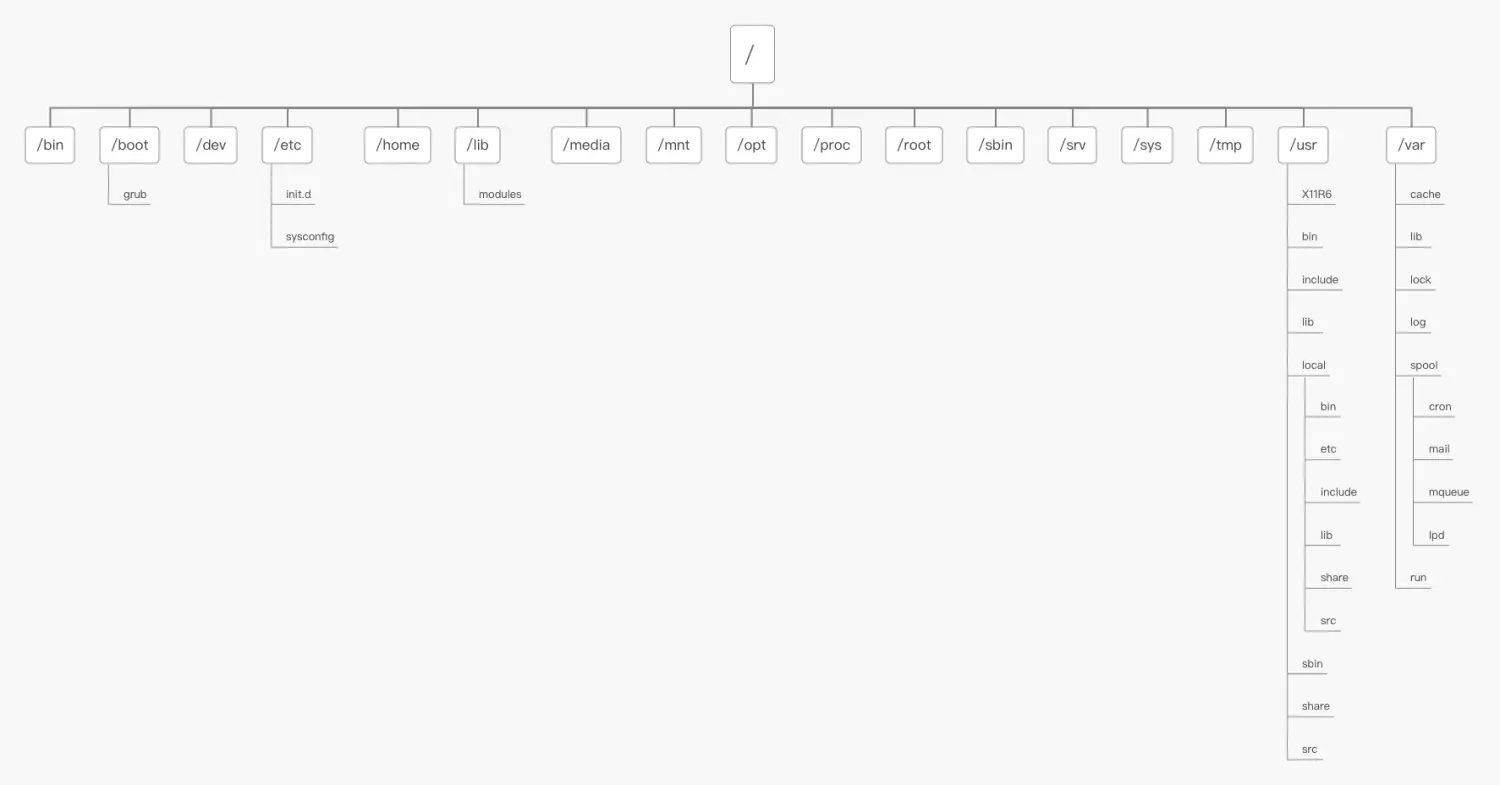 /
/bin
/boot
/dev
/etc
/home
/lib
/media
/mnt
/opt
/proc
/root
/sbin
/srv
/sys
/tmp
/usr
/var
grub
init.d
sysconfig
modules
X11R6
bin
include
lib
local
bin
etc
include
lib
share
src
sbin
share
src
cache
lib
lock
log
spool
cron
mail
mqueue
lpd
run